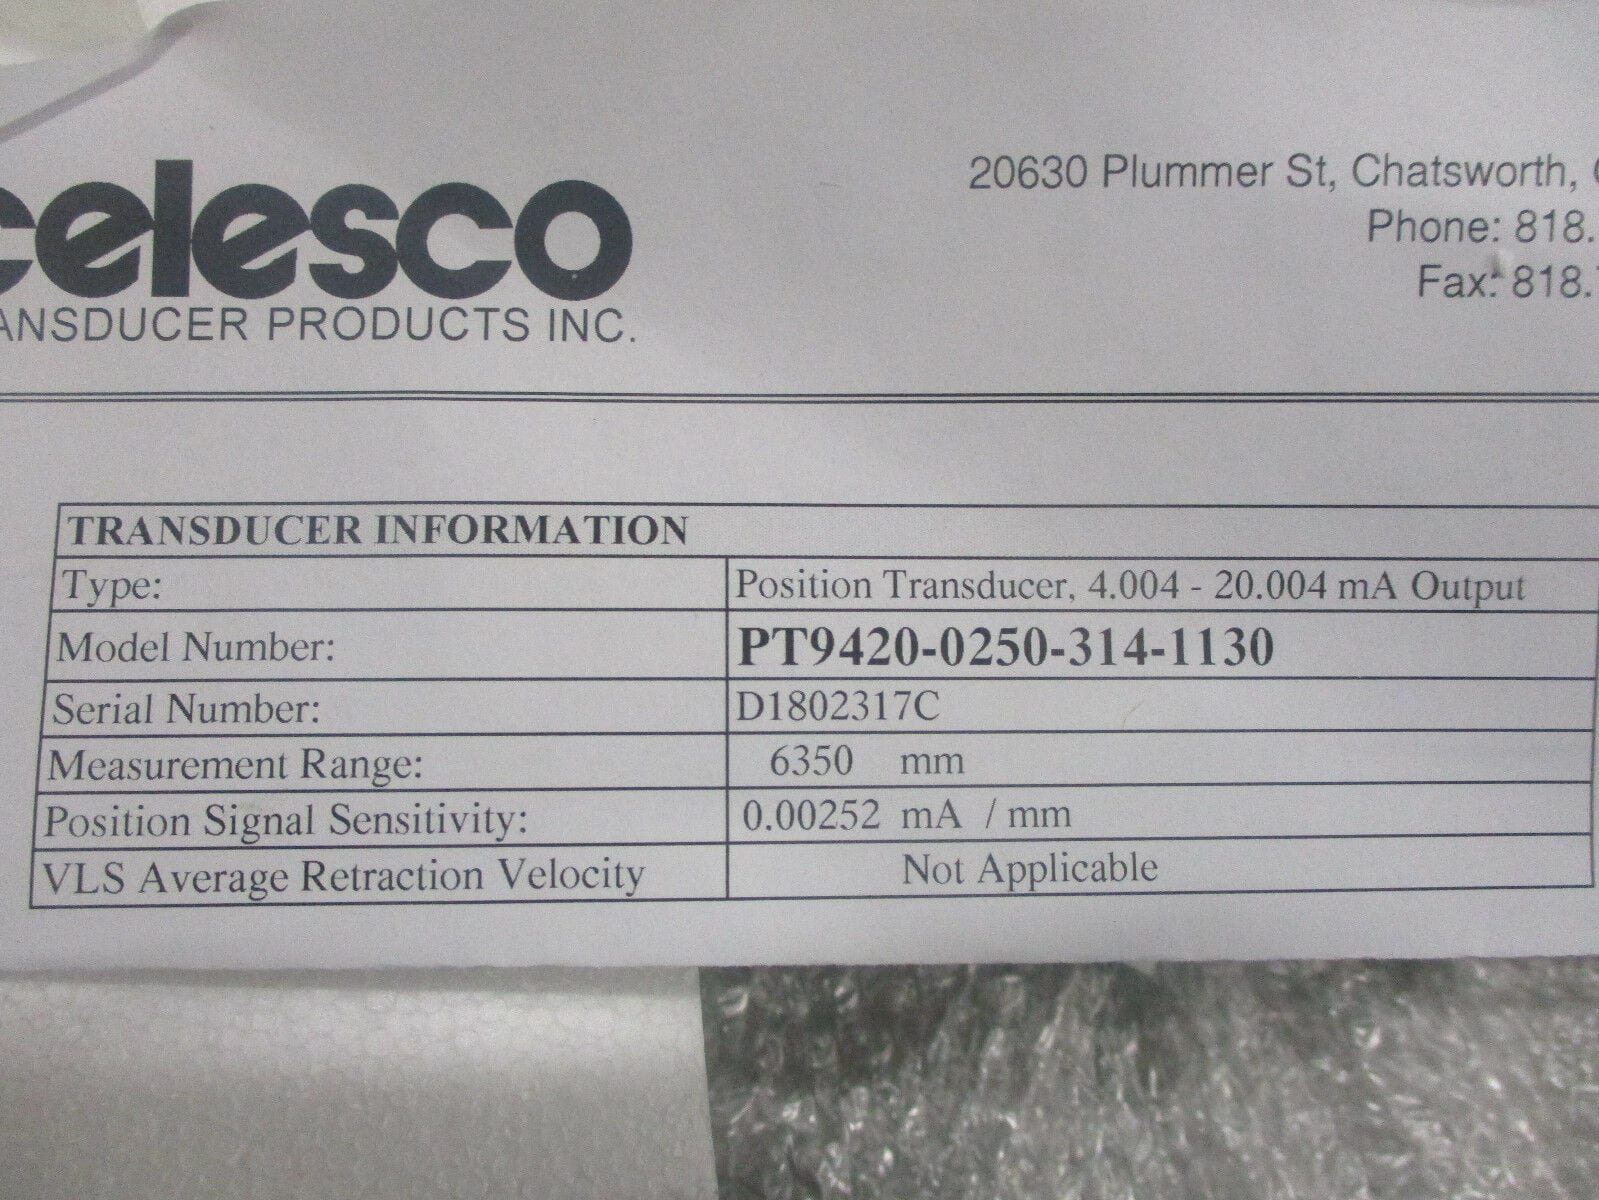 celesco
TRANSDUCER PRODUCTS INC.
20630 Plummer St, Chatsworth,
Phone: 818.
Fax: 818.
TRANSDUCER INFORMATION
Type: Position Transducer, 4.004 - 20.004 mA Output
Model Number: PT9420-0250-314-1130
Serial Number: D1802317C
Measurement Range: 6350 mm
Position Signal Sensitivity: 0.00252 mA / mm
VLS Average Retraction Velocity Not Applicable